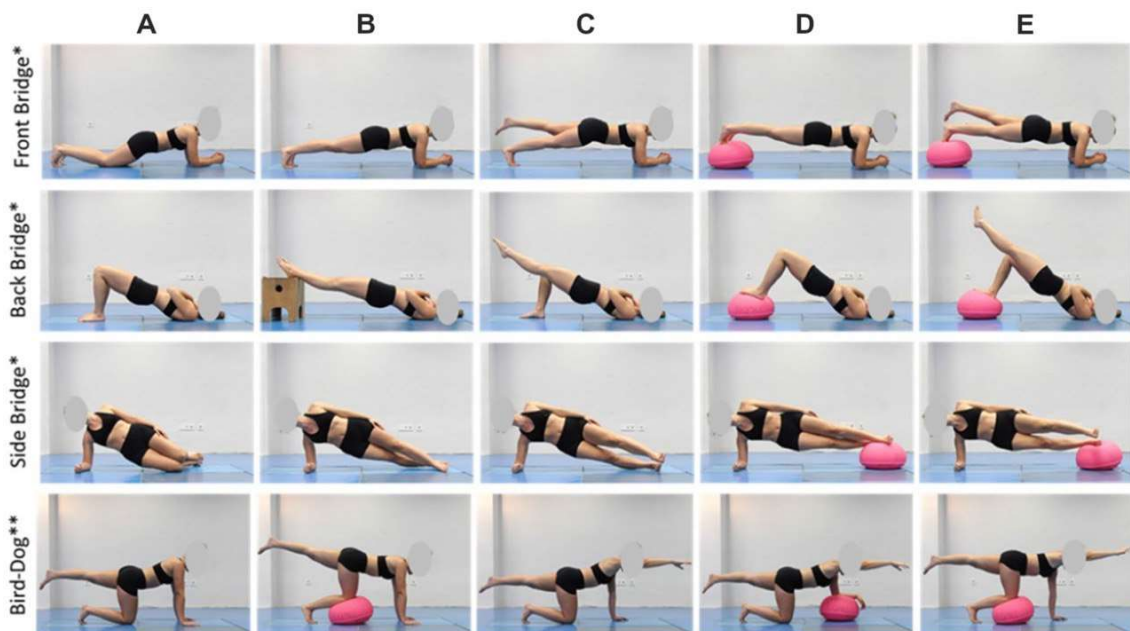 A B C D E
Front Bridge*
Back Bridge*
Side Bridge*
Bird-Dog**